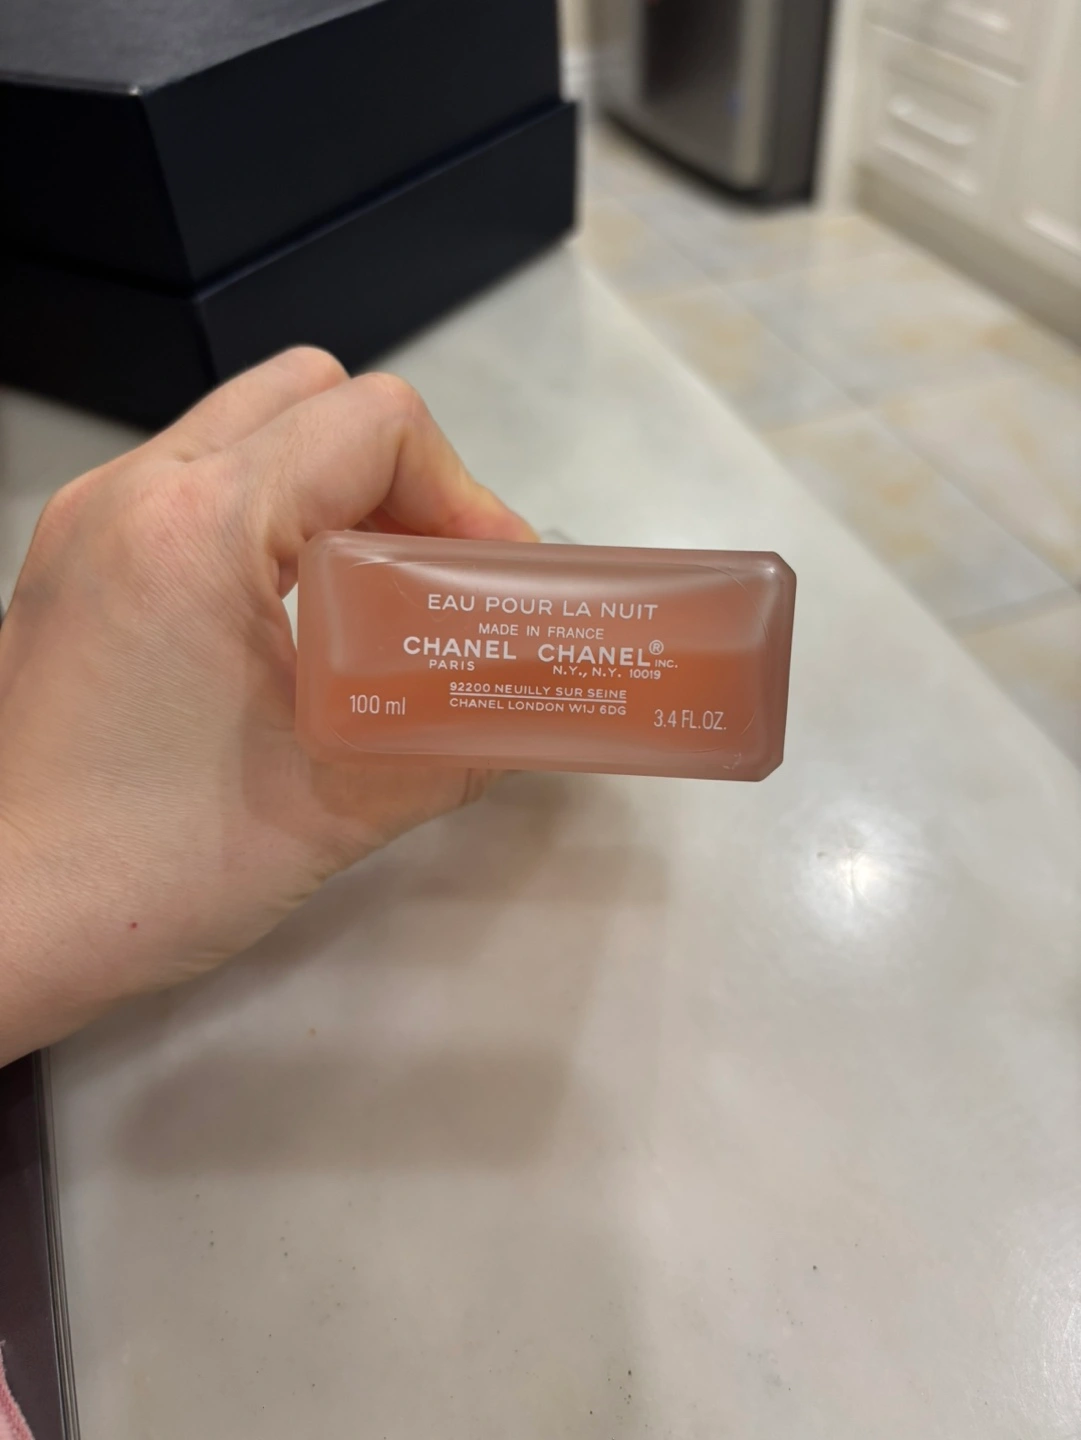 EAU POUR LA NUIT
MADE IN FRANCE
CHANEL CHANEL® INC.
PARIS N.Y., N.Y. 10019
92200 NEUILLY SUR SEINE
CHANEL LONDON W1J 6DG
100 ml 3.4 FL.OZ.